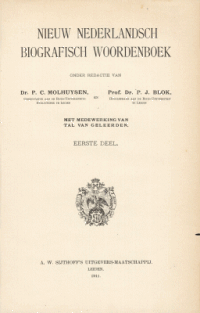 NIEUW NEDERLANDSCH
BIOGRAFISCH WOORDENBOEK
ONDER REDACTIE VAN
Dr. P. C. MOLHUYSEN,
EN
Prof. Dr. P. J. BLOK,
MET MEDEWERKING VAN
TAL VAN GELEERDEN.
EERSTE DEEL.
A. W. SIJTHOFF'S UITGEVERS-MAATSCHAPPIJ.
LEIDEN.
1911.